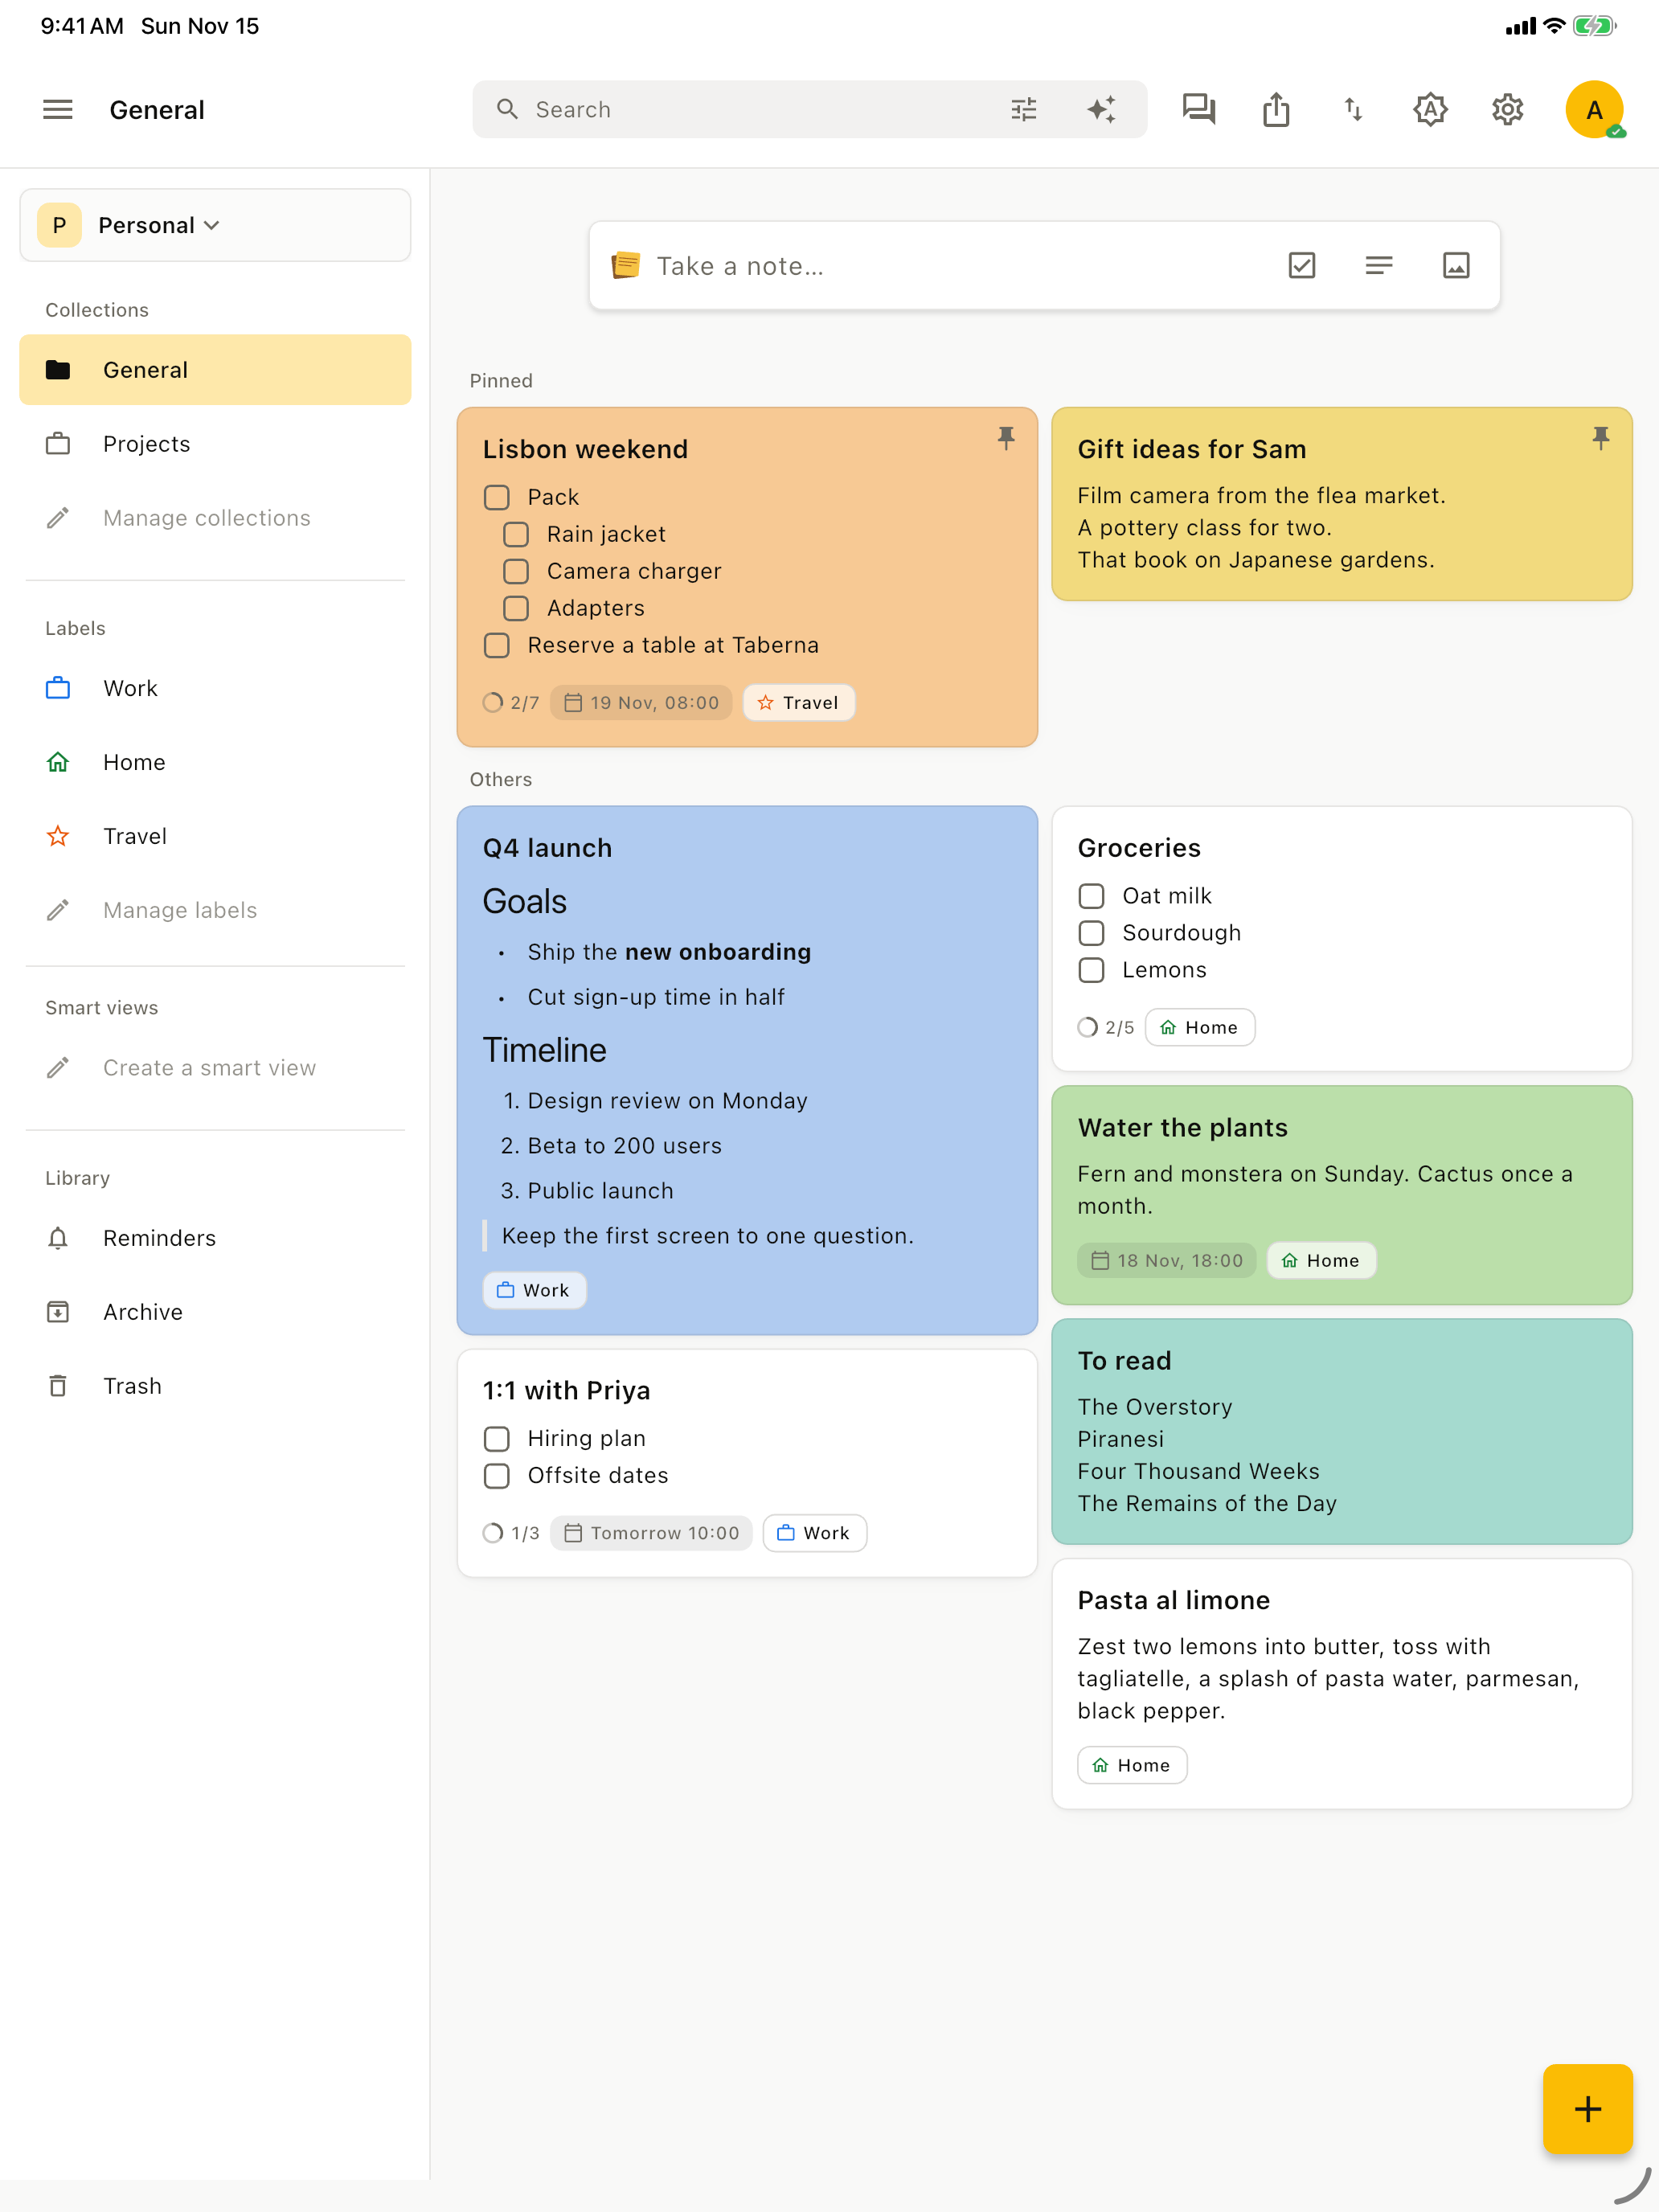 9:41 AM Sun Nov 15
General
Search
A
P Personal
Collections
General
Projects
Manage collections
Labels
Work
Home
Travel
Manage labels
Smart views
Create a smart view
Library
Reminders
Archive
Trash
Take a note...
Pinned
Lisbon weekend
Pack
Rain jacket
Camera charger
Adapters
Reserve a table at Taberna
2/7 19 Nov, 08:00 Travel
Gift ideas for Sam
Film camera from the flea market.
A pottery class for two.
That book on Japanese gardens.
Others
Q4 launch
Goals
• Ship the new onboarding
• Cut sign-up time in half
Timeline
1. Design review on Monday
2. Beta to 200 users
3. Public launch
Keep the first screen to one question.
Work
1:1 with Priya
Hiring plan
Offsite dates
1/3 Tomorrow 10:00 Work
Groceries
Oat milk
Sourdough
Lemons
2/5 Home
Water the plants
Fern and monstera on Sunday. Cactus once a
month.
18 Nov, 18:00 Home
To read
The Overstory
Piranesi
Four Thousand Weeks
The Remains of the Day
Pasta al limone
Zest two lemons into butter, toss with
tagliatelle, a splash of pasta water, parmesan,
black pepper.
Home